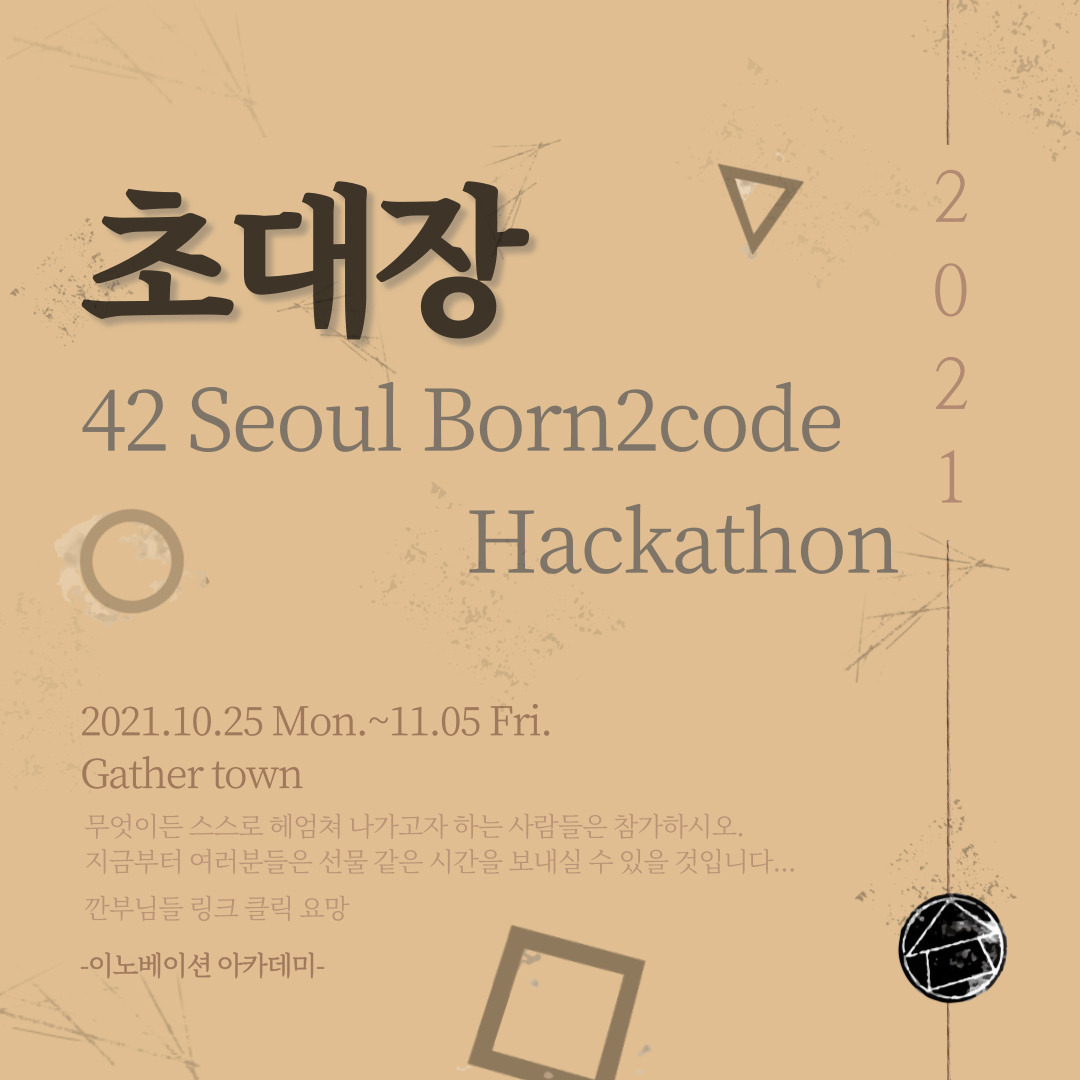 초대장
42 Seoul Born2code
Hackathon
2021
2021.10.25 Mon.~11.05 Fri.
Gather town
무엇이든 스스로 헤엄쳐 나가고자 하는 사람들은 참가하시오.
지금부터 여러분들은 선물 같은 시간을 보내실 수 있을 것입니다...
깐부님들 링크 클릭 요망
-이노베이션 아카데미-